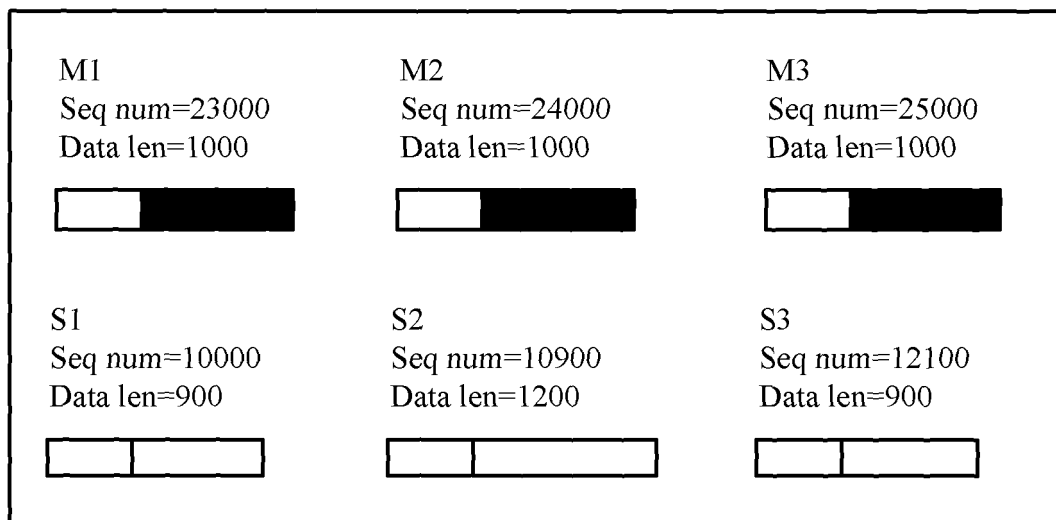 M1
Seq num=23000
Data len=1000
M2
Seq num=24000
Data len=1000
M3
Seq num=25000
Data len=1000
S1
Seq num=10000
Data len=900
S2
Seq num=10900
Data len=1200
S3
Seq num=12100
Data len=900